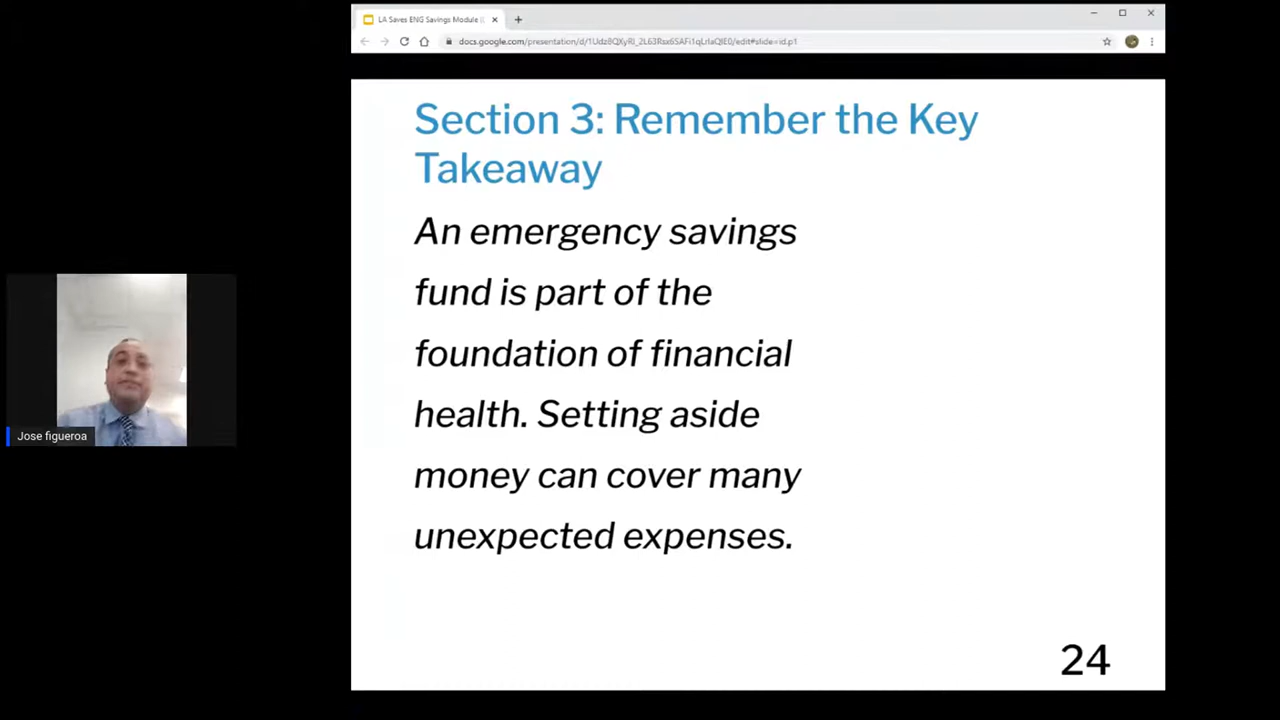 LA Saves ENG Savings Module (
Section 3: Remember the Key
Takeaway
An emergency savings
fund is part of the
foundation of financial
health. Setting aside
money can cover many
unexpected expenses.
24
Jose figueroa